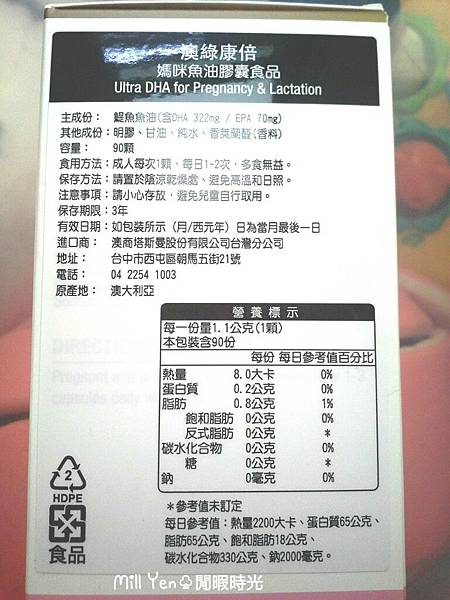 澳綠康倍
媽咪魚油膠囊食品
Ultra DHA for Pregnancy & Lactation
主成份： 鯷魚魚油(含DHA 322mg / EPA 70mg)
其他成份：明膠、甘油、純水、香莢蘭醛(香料)
容量： 90顆
食用方法：成人每次1顆，每日1-2次，多食無益。
保存方法：請置於陰涼乾燥處、避免高溫和日照。
注意事項：請小心存放，避免兒童自行取用。
保存期限：3年
有效日期：如包裝所示（月/西元年）日為當月最後一日
進口商： 澳商塔斯曼股份有限公司台灣分公司
地址： 台中市西屯區朝馬五街21號
電話： 04 2254 1003
原產地： 澳大利亞
營養標示
每一份量1.1公克(1顆)
本包裝含90份
每份 每日參考值百分比
熱量 8.0大卡 0%
蛋白質 0.2公克 0%
脂肪 0.8公克 1%
飽和脂肪 0公克 0%
反式脂肪 0公克 *
碳水化合物 0公克 0%
糖 0公克 *
鈉 0毫克 0%
＊參考值未訂定
每日參考值：熱量2200大卡、蛋白質65公克、
脂肪65公克、飽和脂肪18公克、
碳水化合物330公克、鈉2000毫克。
2
HDPE
食品
Mill Yen♧閒暇時光